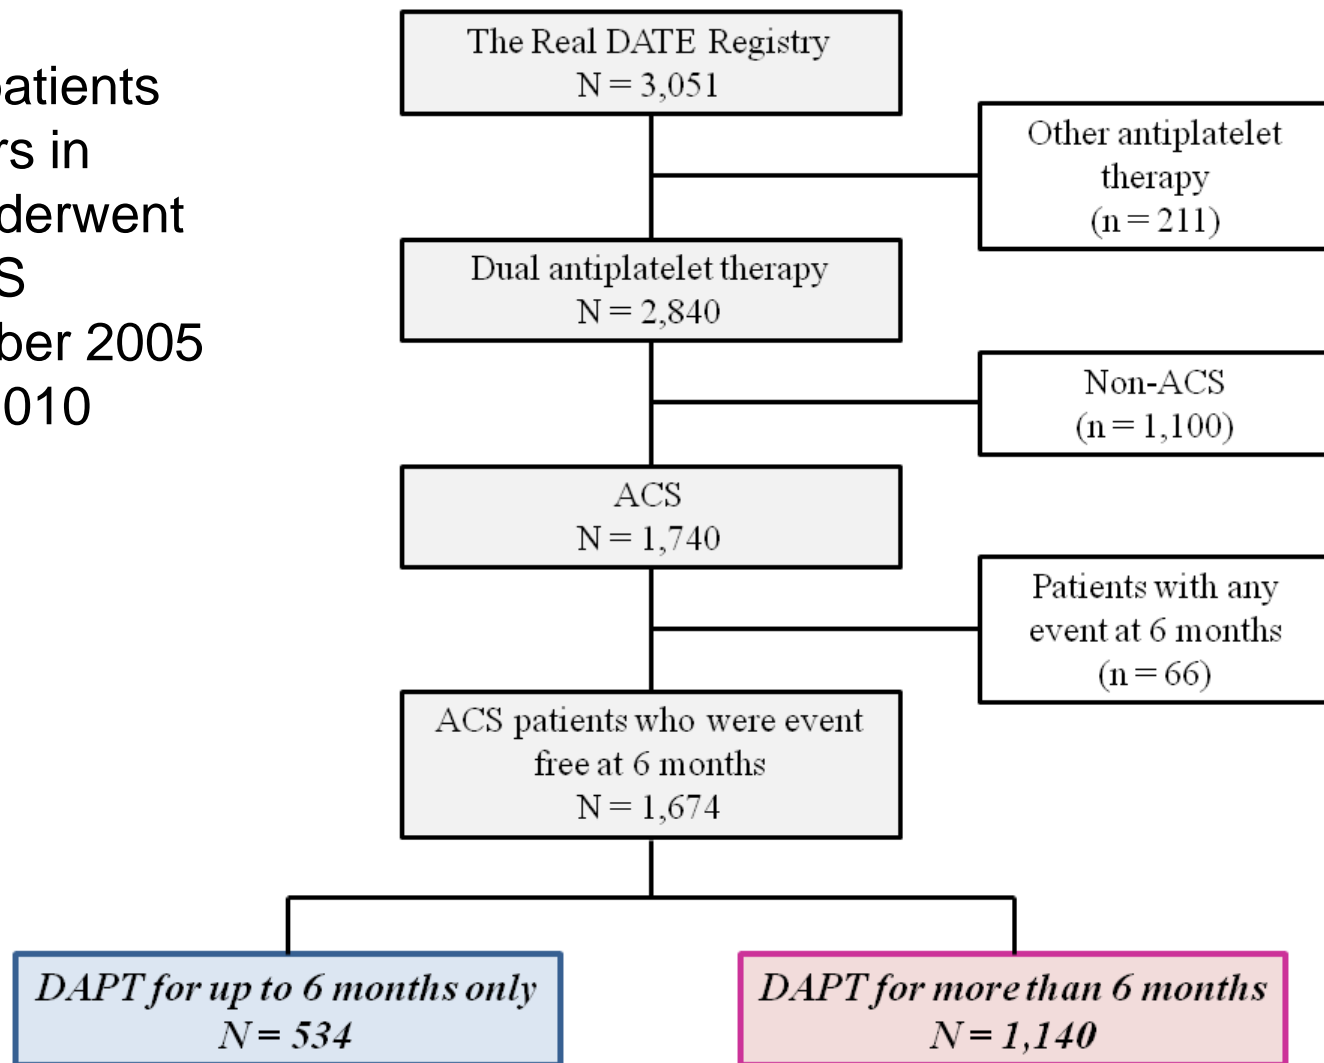 The Real DATE Registry
N = 3,051
patients
rs in
derwent
S
ber 2005
010
Other antiplatelet
therapy
(n = 211)
Dual antiplatelet therapy
N = 2,840
Non-ACS
(n = 1,100)
ACS
N = 1,740
Patients with any
event at 6 months
(n = 66)
ACS patients who were event
free at 6 months
N = 1,674
DAPT for up to 6 months only
N = 534
DAPT for more than 6 months
N = 1,140